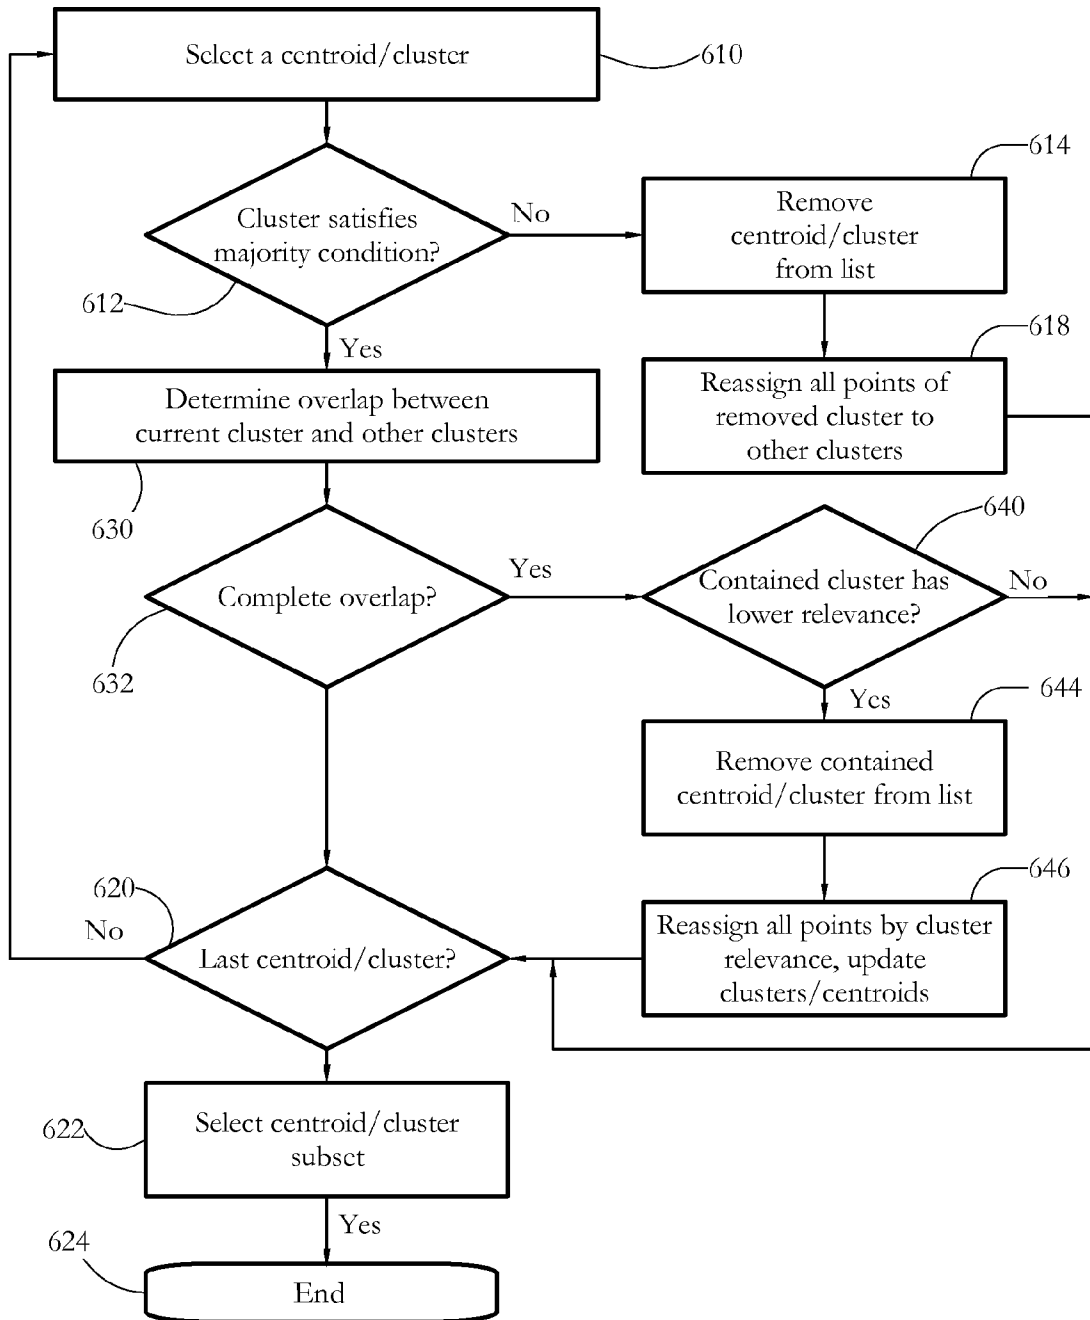 Select a centroid/cluster
610
Cluster satisfies
majority condition?
612
No
Remove
centroid/cluster
from list
614
Yes
618
Reassign all points of
removed cluster to
other clusters
Determine overlap between
current cluster and other clusters
630
640
Complete overlap?
632
Yes
Contained cluster has
lower relevance?
No
Yes
644
Remove contained
centroid/cluster from list
646
Reassign all points by cluster
relevance, update
clusters/centroids
620
No
Last centroid/cluster?
622
Select centroid/cluster
subset
Yes
624
End